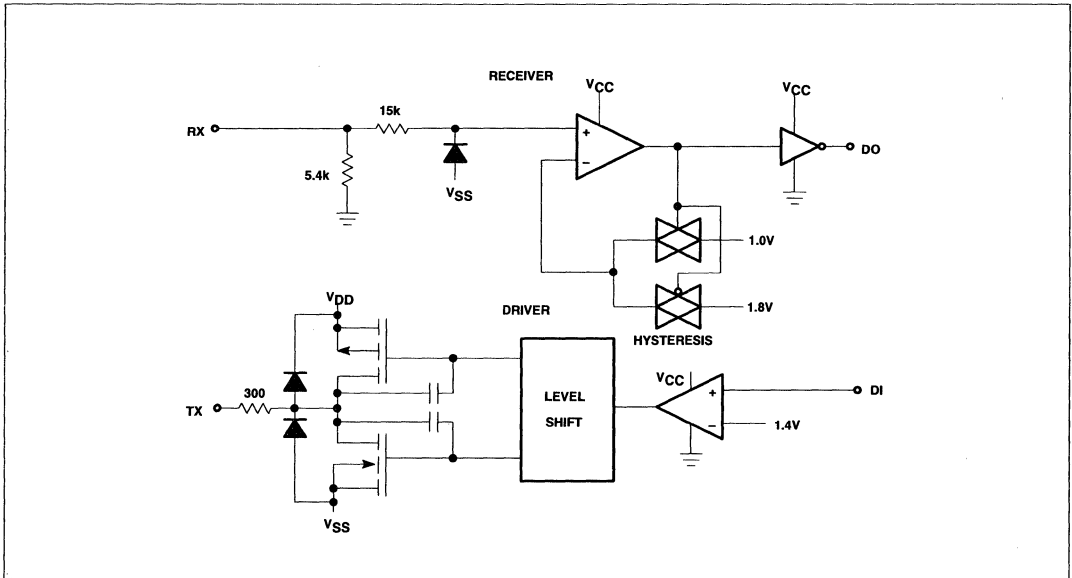 RECEIVER
VCC
VCC
15k
RX
+
−
DO
5.4k
VSS
1.0V
1.8V
HYSTERESIS
VDD
DRIVER
VCC
LEVEL
SHIFT
+
−
DI
300
TX
1.4V
VSS